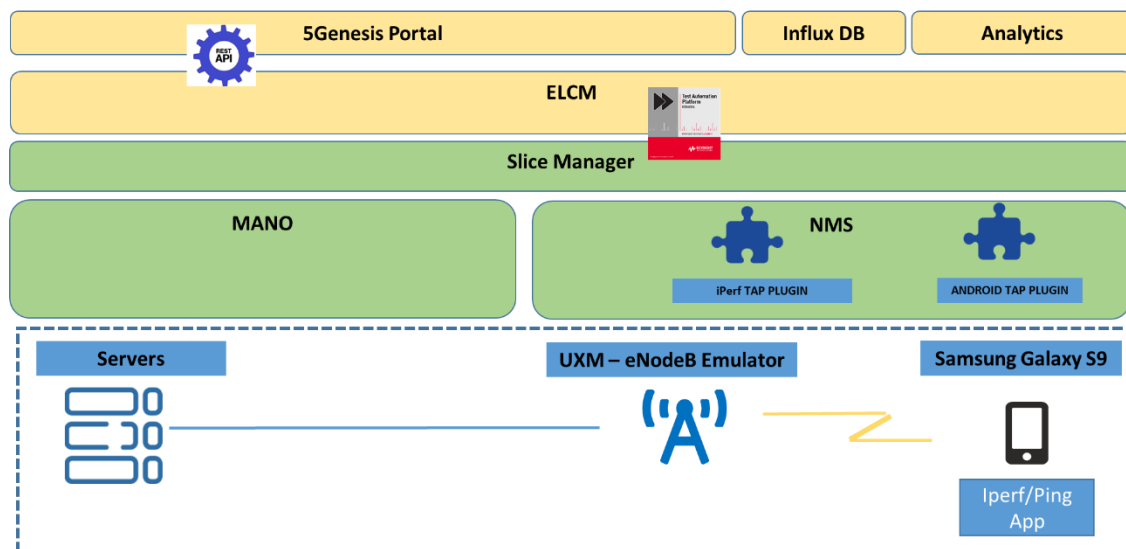 5Genesis Portal
Influx DB
Analytics
REST
API
ELCM
Test Automation
Platform
Slice Manager
MANO
NMS
iPerf TAP PLUGIN
ANDROID TAP PLUGIN
Servers
UXM – eNodeB Emulator
Samsung Galaxy S9
Iperf/Ping
App